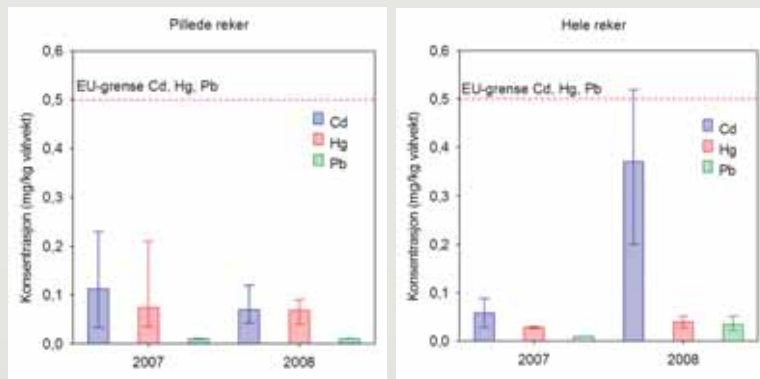 Pillede reker
Konsentrasjon (mg/kg våtvekt)
0,6
0,5
0,4
0,3
0,2
0,1
0,0
EU-grense Cd, Hg, Pb
Cd
Hg
Pb
2007
2008
Hele reker
Konsentrasjon (mg/kg våtvekt)
0,6
0,5
0,4
0,3
0,2
0,1
0,0
EU-grense Cd, Hg, Pb
Cd
Hg
Pb
2007
2008